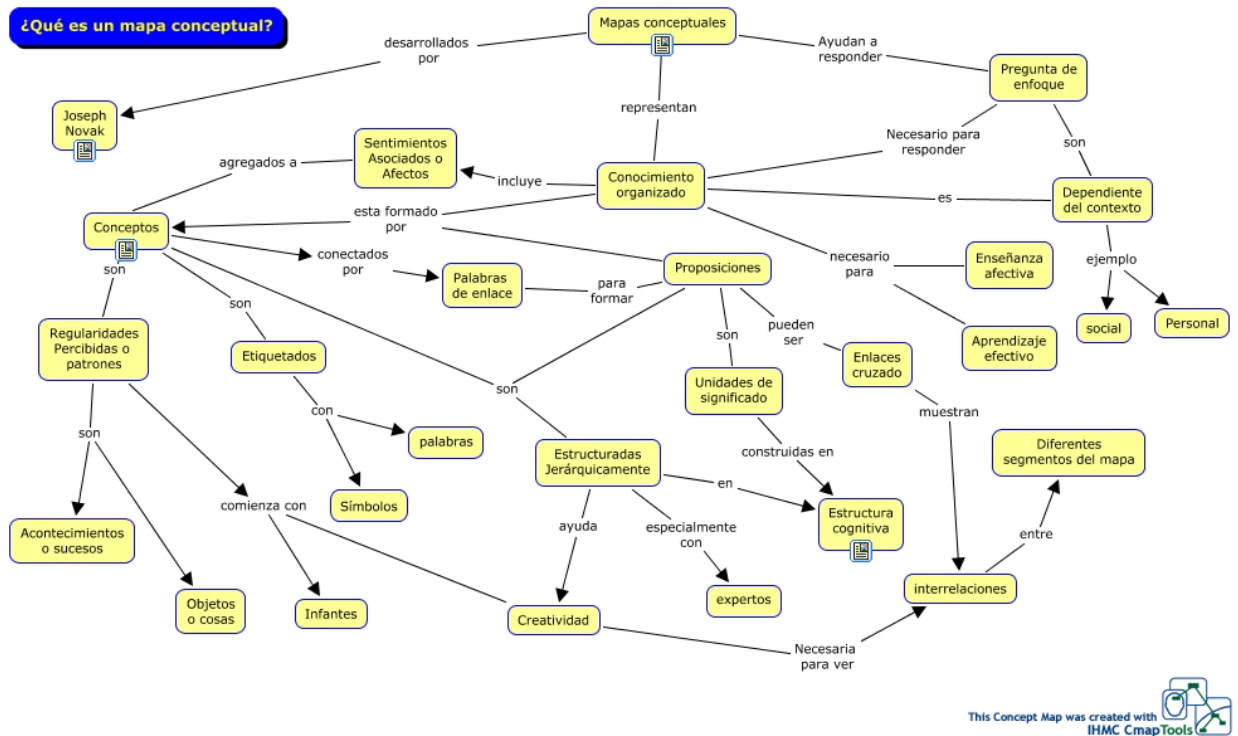 ¿Qué es un mapa conceptual?
Mapas conceptuales
desarrollados
por
Ayudan a
responder
Pregunta de
enfoque
Joseph
Novak
representan
Sentimientos
Asociados o
Afectos
agregados a
incluye
Necesario para
responder
son
Conocimiento
organizado
es
Dependiente
del contexto
Conceptos
esta formado
por
conectados
por
Palabras
de enlace
para
formar
Proposiciones
necesario
para
Enseñanza
afectiva
ejemplo
social
Personal
Aprendizaje
efectivo
son
Regularidades
Percibidas o
patrones
son
Etiquetados
son
son
pueden
ser
Enlaces
cruzado
Unidades de
significado
son
con
palabras
Símbolos
Estructuradas
Jerárquicamente
construidas en
muestran
Diferentes
segmentos del mapa
en
Estructura
cognitiva
entre
Acontecimientos
o sucesos
comienza con
ayuda
especialmente
con
Objetos
o cosas
Infantes
Creatividad
expertos
interrelaciones
Necesaria
para ver
This Concept Map was created with
IHMC CmapTools